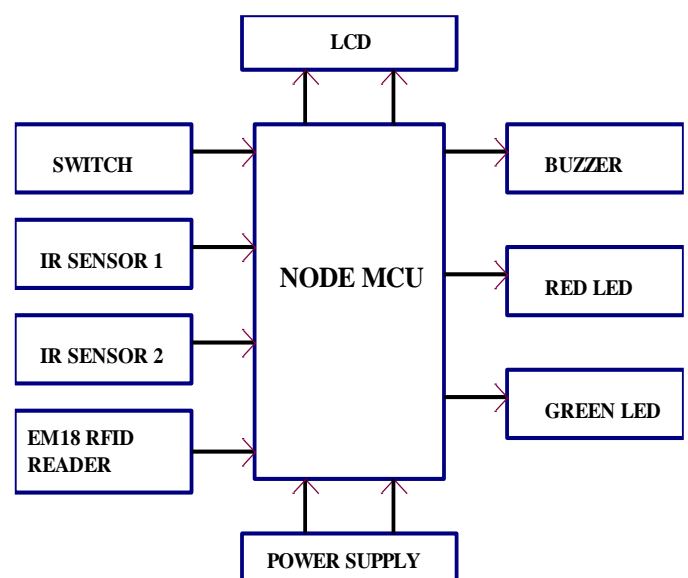 LCD
SWITCH
BUZZER
IR SENSOR 1
NODE MCU
RED LED
IR SENSOR 2
GREEN LED
EM18 RFID
READER
POWER SUPPLY